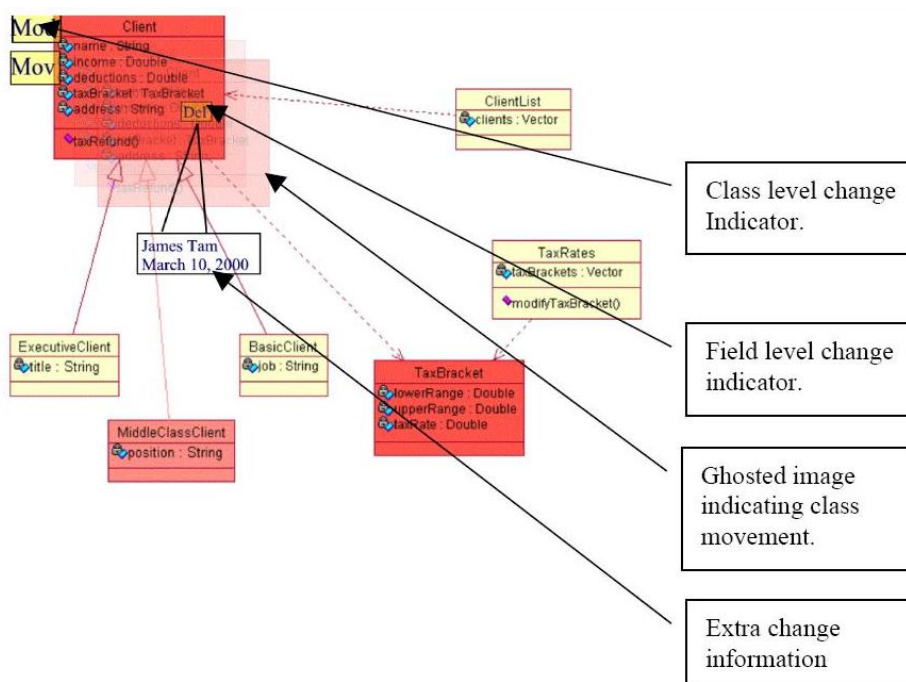 Mod
Mov
Client
name : String
income : Double
deductions : Double
taxBracket : TaxBracket
address : String
Del
taxRefund()
ClientList
clients : Vector
Class level change
Indicator.
James Tam
March 10, 2000
TaxRates
taxBrackets : Vector
modifyTaxBracket()
ExecutiveClient
title : String
BasicClient
job : String
TaxBracket
lowerRange : Double
upperRange : Double
taxRate : Double
Field level change
indicator.
MiddleClassClient
position : String
Ghosted image
indicating class
movement.
Extra change
information